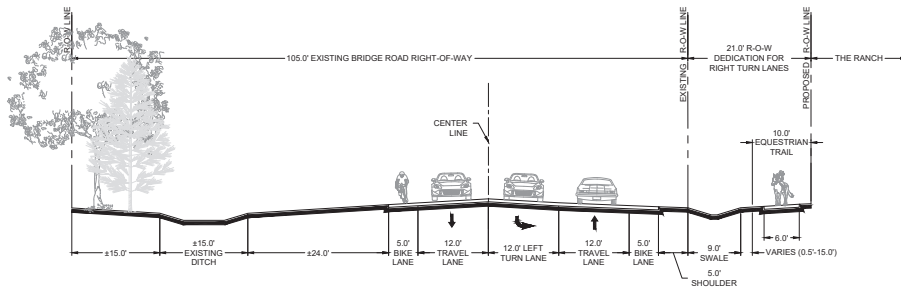 R-O-W LINE
105.0' EXISTING BRIDGE ROAD RIGHT-OF-WAY
EXISTING R-O-W LINE
21.0' R-O-W
DEDICATION FOR
RIGHT TURN LANES
PROPOSED R-O-W LINE
THE RANCH
CENTER
LINE
10.0'
EQUESTRIAN
TRAIL
±15.0'
±15.0'
EXISTING
DITCH
±24.0'
5.0'
BIKE
LANE
12.0'
TRAVEL
LANE
12.0' LEFT
TURN LANE
12.0'
TRAVEL
LANE
5.0'
BIKE
LANE
5.0'
SHOULDER
9.0'
SWALE
6.0'
VARIES (0.5'-15.0')